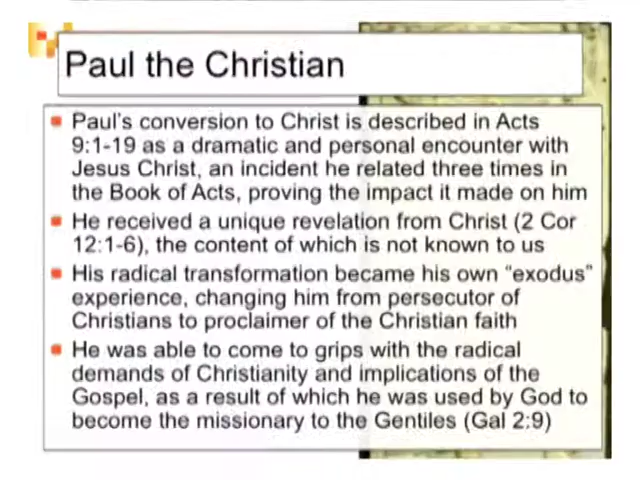 Paul the Christian
Paul's conversion to Christ is described in Acts
9:1-19 as a dramatic and personal encounter with
Jesus Christ, an incident he related three times in
the Book of Acts, proving the impact it made on him
He received a unique revelation from Christ (2 Cor
12:1-6), the content of which is not known to us
His radical transformation became his own "exodus"
experience, changing him from persecutor of
Christians to proclaimer of the Christian faith
He was able to come to grips with the radical
demands of Christianity and implications of the
Gospel, as a result of which he was used by God to
become the missionary to the Gentiles (Gal 2:9)